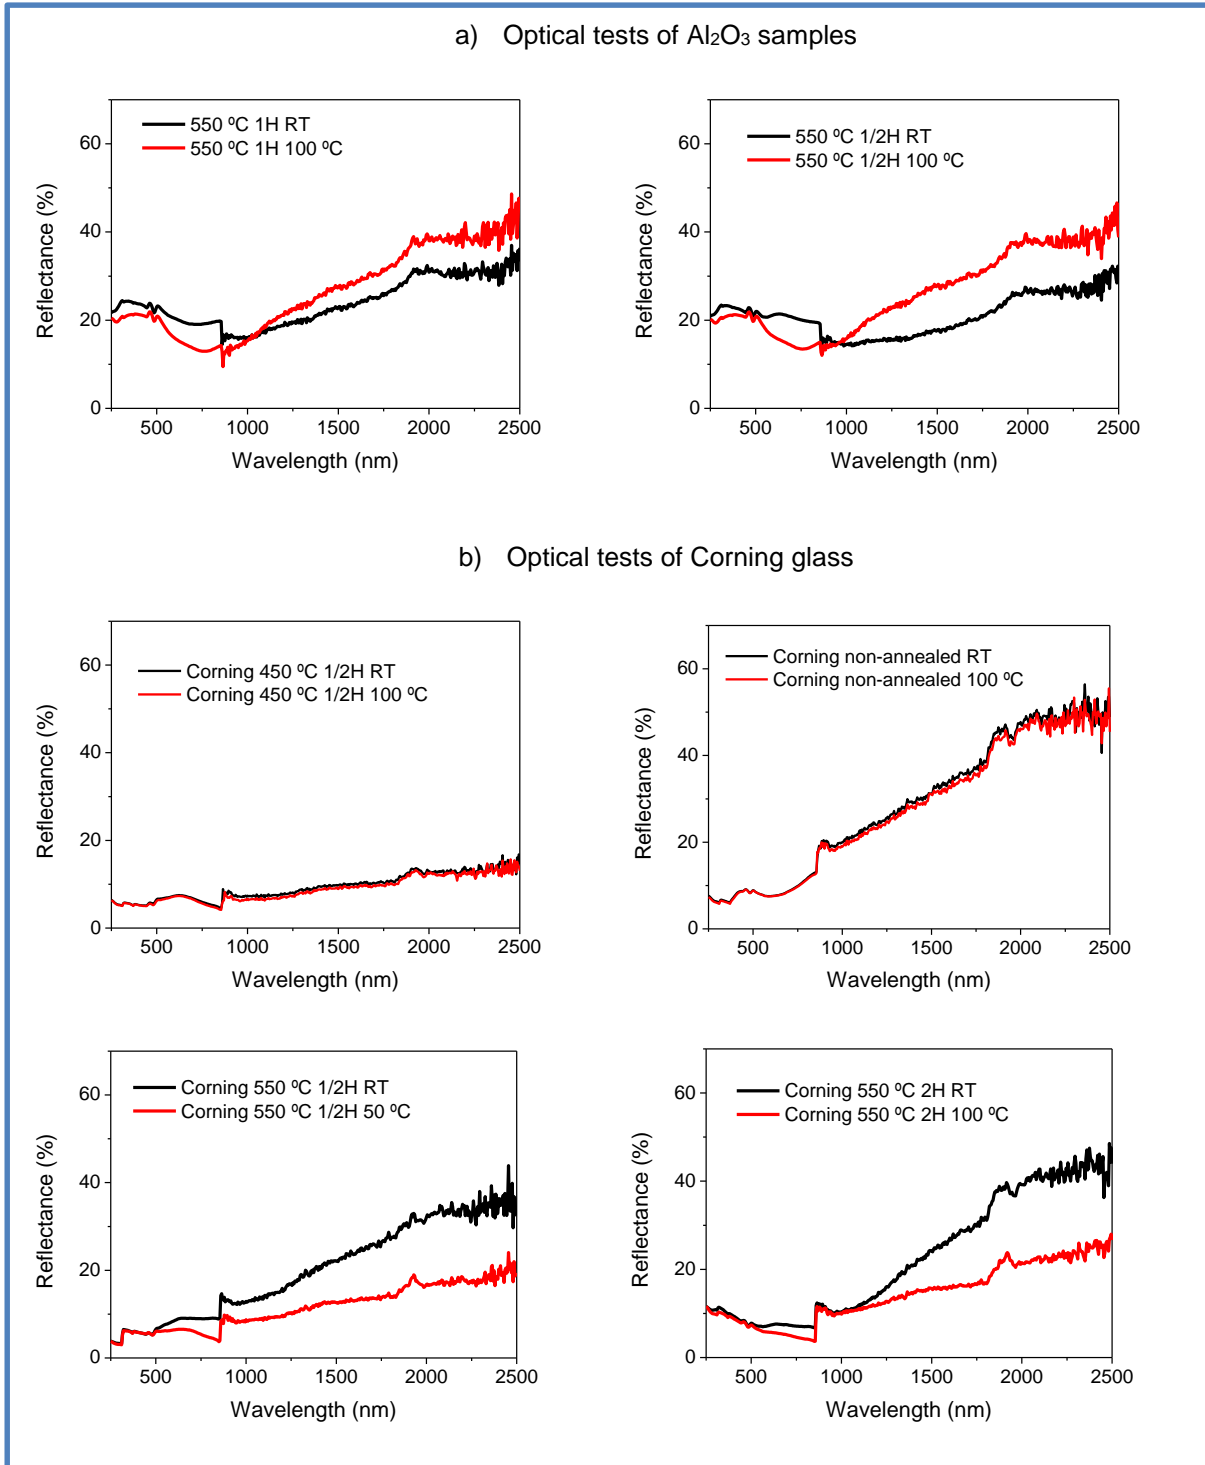 a) Optical tests of Al₂O₃ samples
550 ºC 1H RT
550 ºC 1H 100 ºC
Reflectance (%)
60
40
20
0
500 1000 1500 2000 2500
Wavelength (nm)
550 ºC 1/2H RT
550 ºC 1/2H 100 ºC
Reflectance (%)
60
40
20
0
500 1000 1500 2000 2500
Wavelength (nm)
b) Optical tests of Corning glass
Corning 450 ºC 1/2H RT
Corning 450 ºC 1/2H 100 ºC
Reflectance (%)
60
40
20
0
500 1000 1500 2000 2500
Wavelength (nm)
Corning non-annealed RT
Corning non-annealed 100 ºC
Reflectance (%)
60
40
20
0
500 1000 1500 2000 2500
Wavelength (nm)
Corning 550 ºC 1/2H RT
Corning 550 ºC 1/2H 50 ºC
Reflectance (%)
60
40
20
0
500 1000 1500 2000 2500
Wavelength (nm)
Corning 550 ºC 2H RT
Corning 550 ºC 2H 100 ºC
Reflectance (%)
60
40
20
0
500 1000 1500 2000 2500
Wavelength (nm)